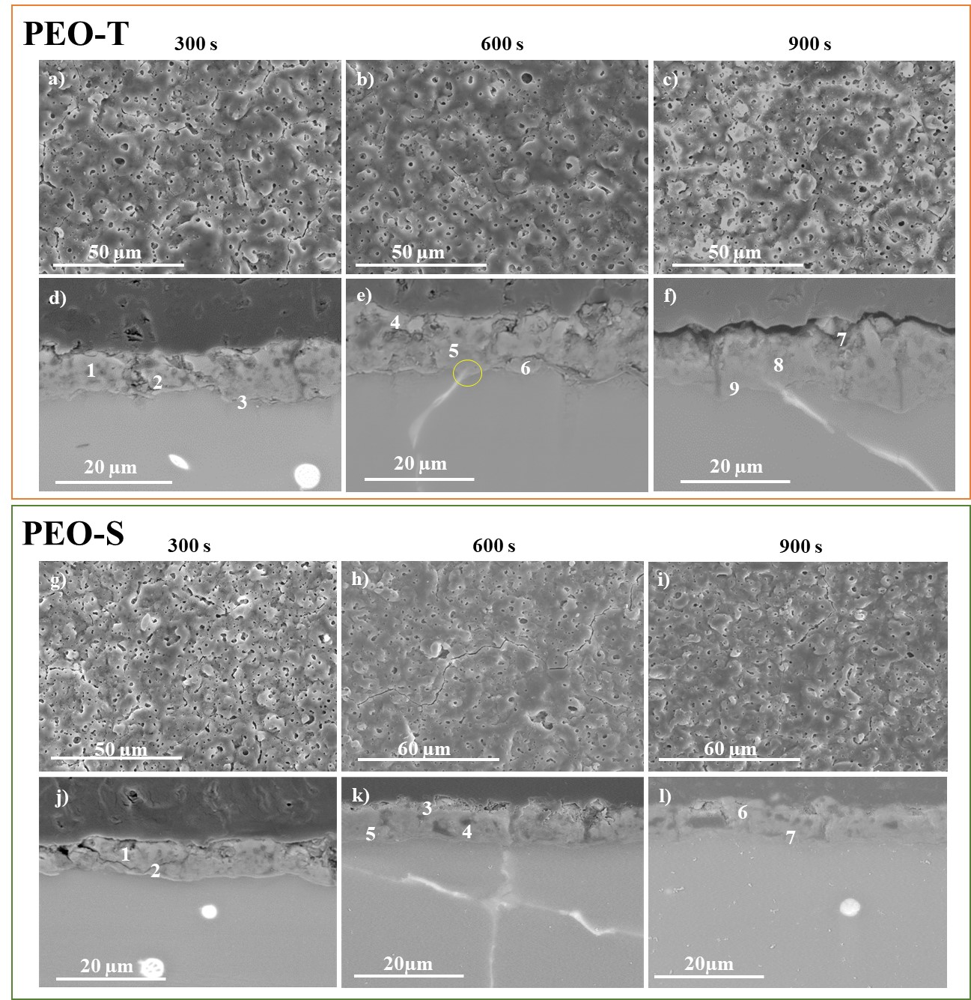 PEO-T
300 s
600 s
900 s
a)
b)
c)
50 µm
50 µm
50 µm
d)
e)
f)
1
2
3
4
5
6
7
8
9
20 µm
20 µm
20 µm
PEO-S
300 s
600 s
900 s
g)
h)
i)
50 µm
60 µm
60 µm
j)
k)
l)
1
2
3
4
5
6
7
20 µm
20µm
20µm